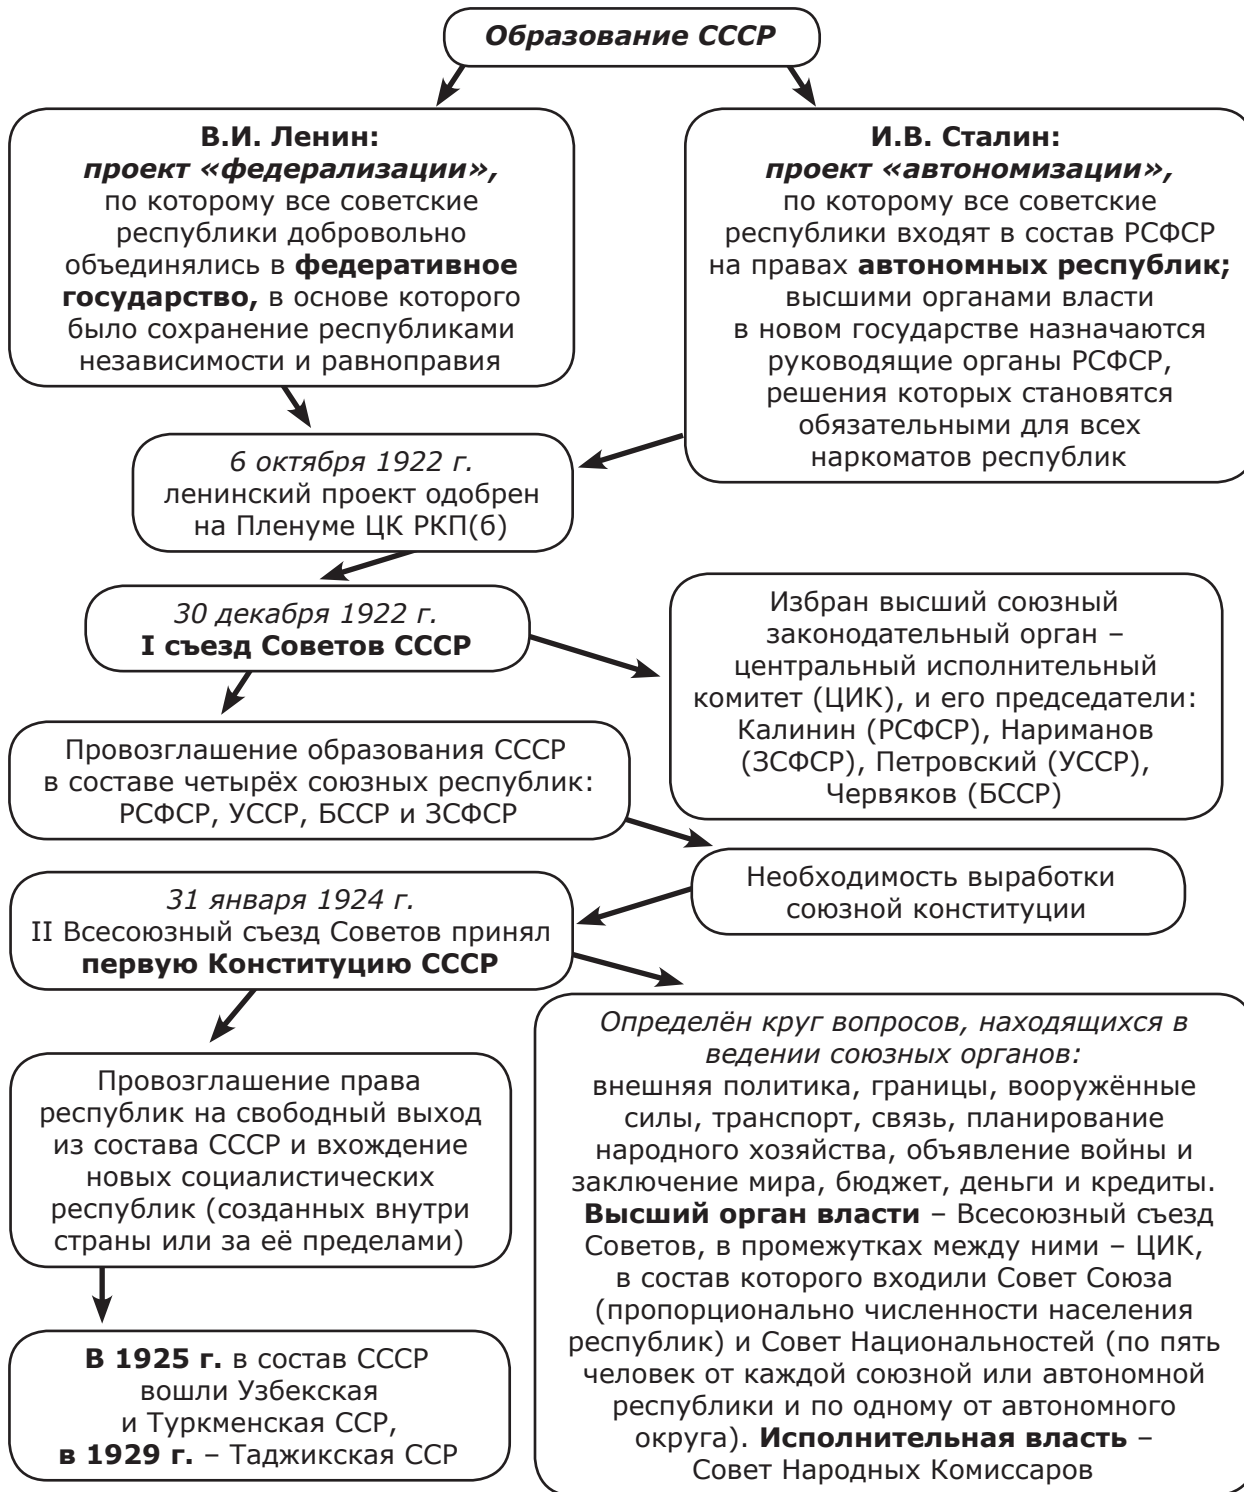 Образование СССР
В.И. Ленин:
проект «федерализации»,
по которому все советские
республики добровольно
объединялись в федеративное
государство, в основе которого
было сохранение республиками
независимости и равноправия
И.В. Сталин:
проект «автономизации»,
по которому все советские
республики входят в состав РСФСР
на правах автономных республик;
высшими органами власти
в новом государстве назначаются
руководящие органы РСФСР,
решения которых становятся
обязательными для всех
наркоматов республик
6 октября 1922 г.
ленинский проект одобрен
на Пленуме ЦК РКП(б)
30 декабря 1922 г.
I съезд Советов СССР
Избран высший союзный
законодательный орган –
центральный исполнительный
комитет (ЦИК), и его председатели:
Калинин (РСФСР), Нариманов
(ЗСФСР), Петровский (УССР),
Червяков (БССР)
Провозглашение образования СССР
в составе четырёх союзных республик:
РСФСР, УССР, БССР и ЗСФСР
Необходимость выработки
союзной конституции
31 января 1924 г.
II Всесоюзный съезд Советов принял
первую Конституцию СССР
Провозглашение права
республик на свободный выход
из состава СССР и вхождение
новых социалистических
республик (созданных внутри
страны или за её пределами)
В 1925 г. в состав СССР
вошли Узбекская
и Туркменская ССР,
в 1929 г. – Таджикская ССР
Определён круг вопросов, находящихся в
ведении союзных органов:
внешняя политика, границы, вооружённые
силы, транспорт, связь, планирование
народного хозяйства, объявление войны и
заключение мира, бюджет, деньги и кредиты.
Высший орган власти – Всесоюзный съезд
Советов, в промежутках между ними – ЦИК,
в состав которого входили Совет Союза
(пропорционально численности населения
республик) и Совет Национальностей (по пять
человек от каждой союзной или автономной
республики и по одному от автономного
округа). Исполнительная власть –
Совет Народных Комиссаров